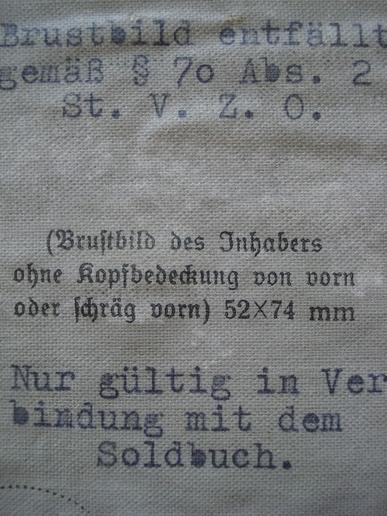 Brustbild entfällt
gemäß § 70 Abs. 2
St. V. Z. O.
(Bruſtbild des Inhabers
ohne Kopfbedeckung von vorn
oder ſchräg vorn) 52×74 mm
Nur gültig in Ver
bindung mit dem
Soldbuch.